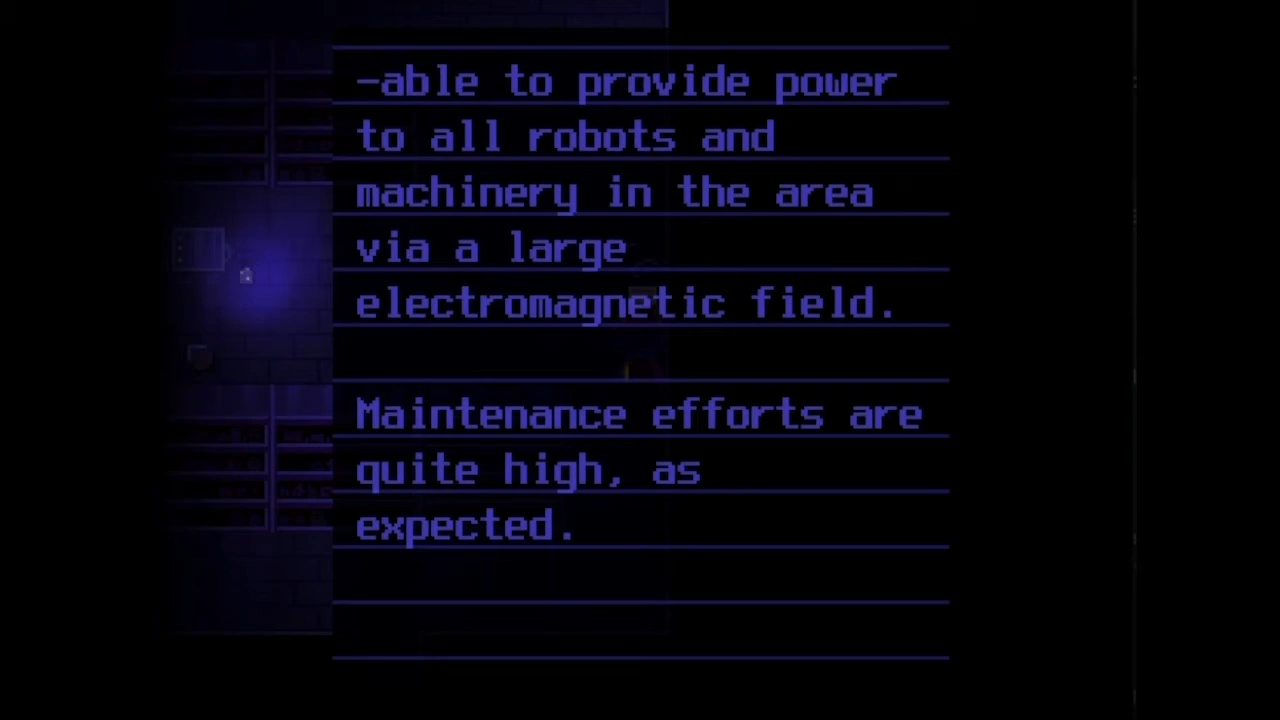 -able to provide power
to all robots and
machinery in the area
via a large
electromagnetic field.
Maintenance efforts are
quite high, as
expected.